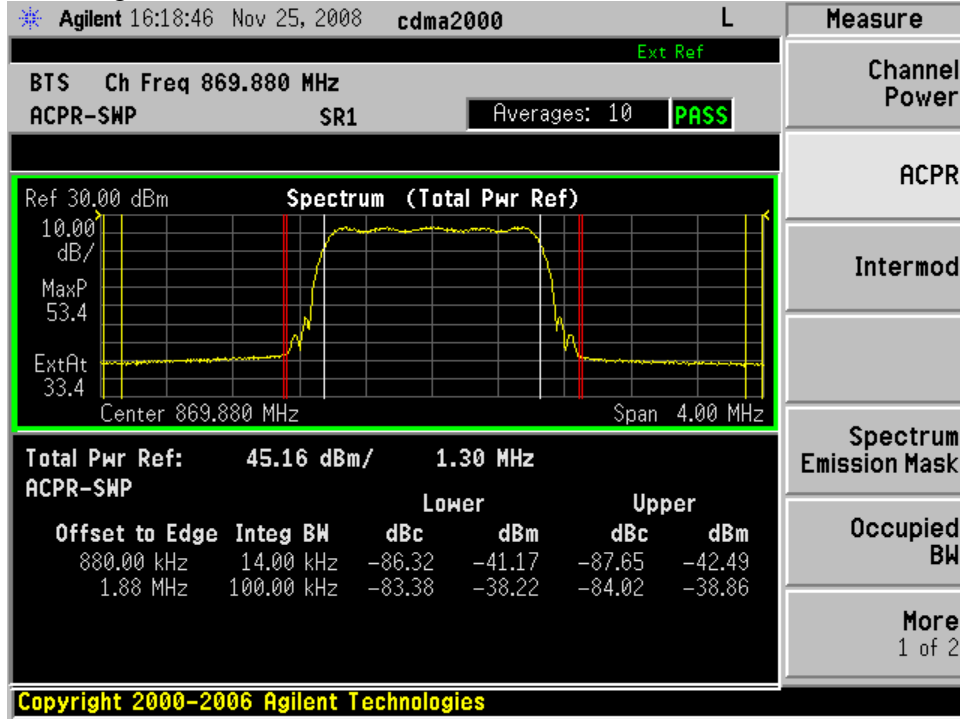 Agilent 16:18:46 Nov 25, 2008 cdma2000 L
Ext Ref
BTS Ch Freq 869.880 MHz
ACPR-SWP SR1 Averages: 10 PASS
Ref 30.00 dBm Spectrum (Total Pwr Ref)
10.00
dB/
MaxP
53.4
ExtAt
33.4
Center 869.880 MHz Span 4.00 MHz
Total Pwr Ref: 45.16 dBm/ 1.30 MHz
ACPR-SWP
Lower Upper
Offset to Edge Integ BW dBc dBm dBc dBm
880.00 kHz 14.00 kHz -86.32 -41.17 -87.65 -42.49
1.88 MHz 100.00 kHz -83.38 -38.22 -84.02 -38.86
Copyright 2000-2006 Agilent Technologies
Measure
Channel
Power
ACPR
Intermod
Spectrum
Emission Mask
Occupied
BW
More
1 of 2